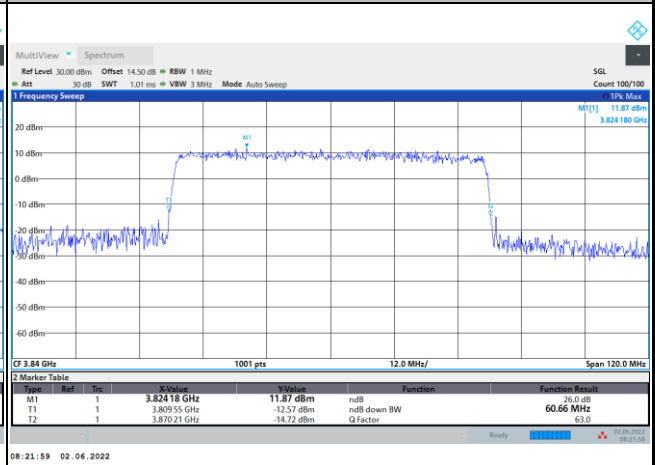 MultiView Spectrum
Ref Level 30.00 dBm Offset 14.50 dB RBW 1 MHz SGL
Att 30 dB SWT 1.01 ms VBW 3 MHz Mode Auto Sweep Count 100/100
1 Frequency Sweep 1Pk Max
M1[1] 11.87 dBm
3.824 180 GHz
20 dBm
M1
10 dBm
0 dBm
-10 dBm
T1
T2
-20 dBm
-30 dBm
-40 dBm
-50 dBm
-60 dBm
CF 3.84 GHz 1001 pts 12.0 MHz/ Span 120.0 MHz
2 Marker Table
Type Ref Trc X-Value Y-Value Function Function Result
M1 1 3.824 18 GHz 11.87 dBm ndB 26.0 dB
T1 1 3.809 55 GHz -12.57 dBm ndB down BW 60.66 MHz
T2 1 3.870 21 GHz -14.72 dBm Q Factor 63.0
Ready 02.06.2022
08:21:58
08:21:59 02.06.2022